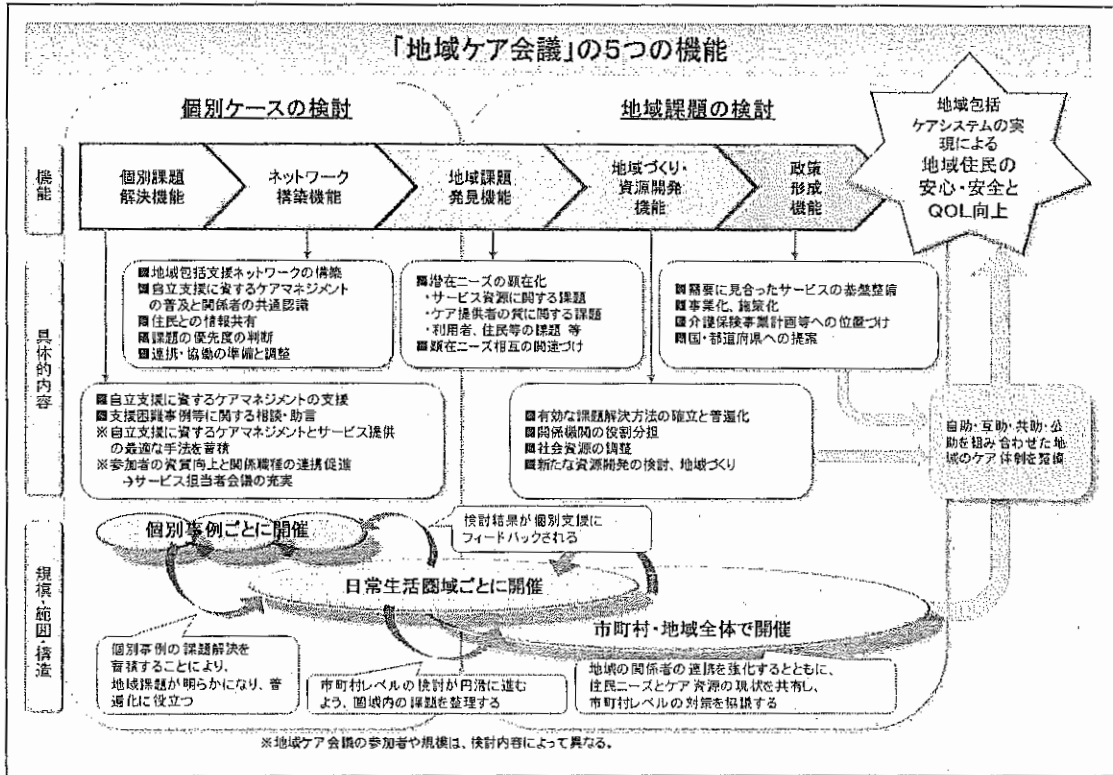 「地域ケア会議」の5つの機能
個別ケースの検討
地域課題の検討
地域包括
ケアシステムの実
現による
地域住民の
安心・安全と
QOL向上
機能
個別課題
解決機能
ネットワーク
構築機能
地域課題
発見機能
地域づくり・
資源開発
機能
政策
形成
機能
具体的内容
■地域包括支援ネットワークの構築
■自立支援に資するケアマネジメント
の普及と関係者の共通認識
■住民との情報共有
■課題の優先度の判断
■連携・協働の準備と調整
■潜在ニーズの顕在化
・サービス資源に関する課題
・ケア提供者の質に関する課題
・利用者、住民等の課題 等
■顕在ニーズ相互の関連づけ
■需要に見合ったサービスの基盤整備
■事業化、施策化
■介護保険事業計画等への位置づけ
■国・都道府県への提案
■自立支援に資するケアマネジメントの支援
■支援困難事例等に関する相談・助言
※自立支援に資するケアマネジメントとサービス提供
の最適な手法を蓄積
※参加者の資質向上と関係職種の連携促進
→サービス担当者会議の充実
■有効な課題解決方法の確立と普遍化
■関係機関の役割分担
■社会資源の調整
■新たな資源開発の検討、地域づくり
自助・互助・共助・公
助を組み合わせた地
域のケア体制を整備
規模・範囲・構造
個別事例ごとに開催
検討結果が個別支援に
フィードバックされる
日常生活圏域ごとに開催
市町村・地域全体で開催
個別事例の課題解決を
蓄積することにより、
地域課題が明らかになり、普
遍化に役立つ
市町村レベルの検討が円滑に進む
よう、圏域内の課題を整理する
地域の関係者の連携を強化するとともに、
住民ニーズとケア資源の現状を共有し、
市町村レベルの対策を協議する
※地域ケア会議の参加者や規模は、検討内容によって異なる。